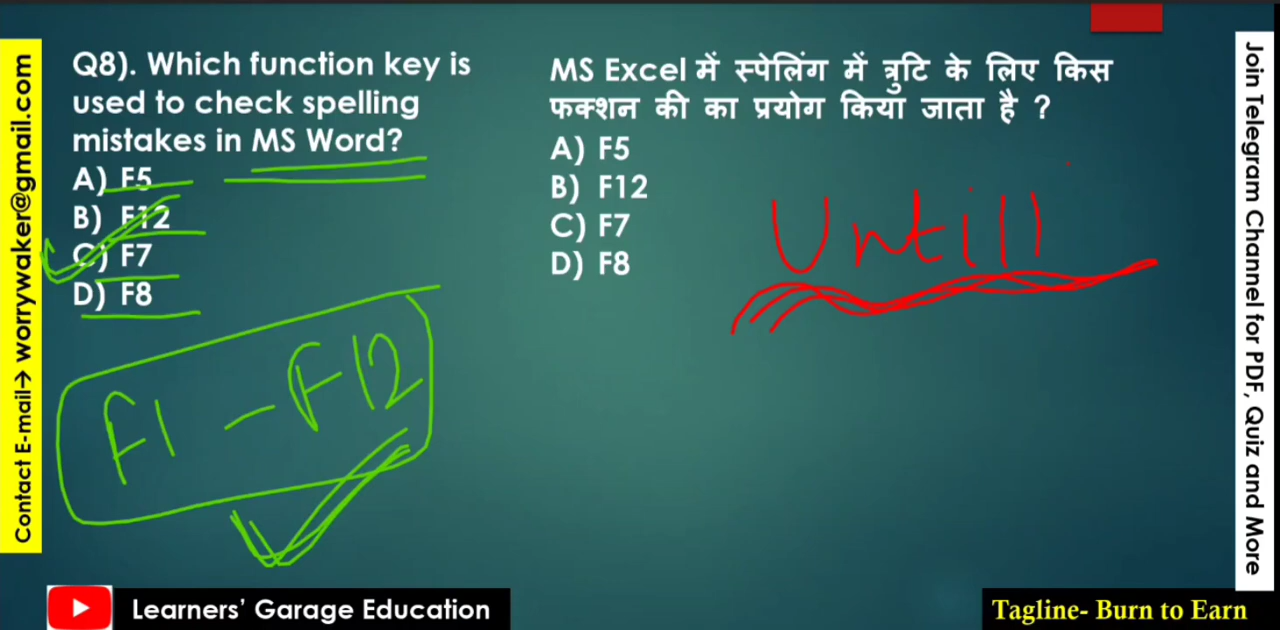 Q8). Which function key is
used to check spelling
mistakes in MS Word?
A) F5
B) F12
C) F7
D) F8
F1 - F12
MS Excel में स्पेलिंग में त्रुटि के लिए किस
फक्शन की का प्रयोग किया जाता है ?
A) F5
B) F12
C) F7
D) F8
Untill
Contact E-mail→ worrywaker@gmail.com
Join Telegram Channel for PDF, Quiz and More
Learners' Garage Education
Tagline- Burn to Earn